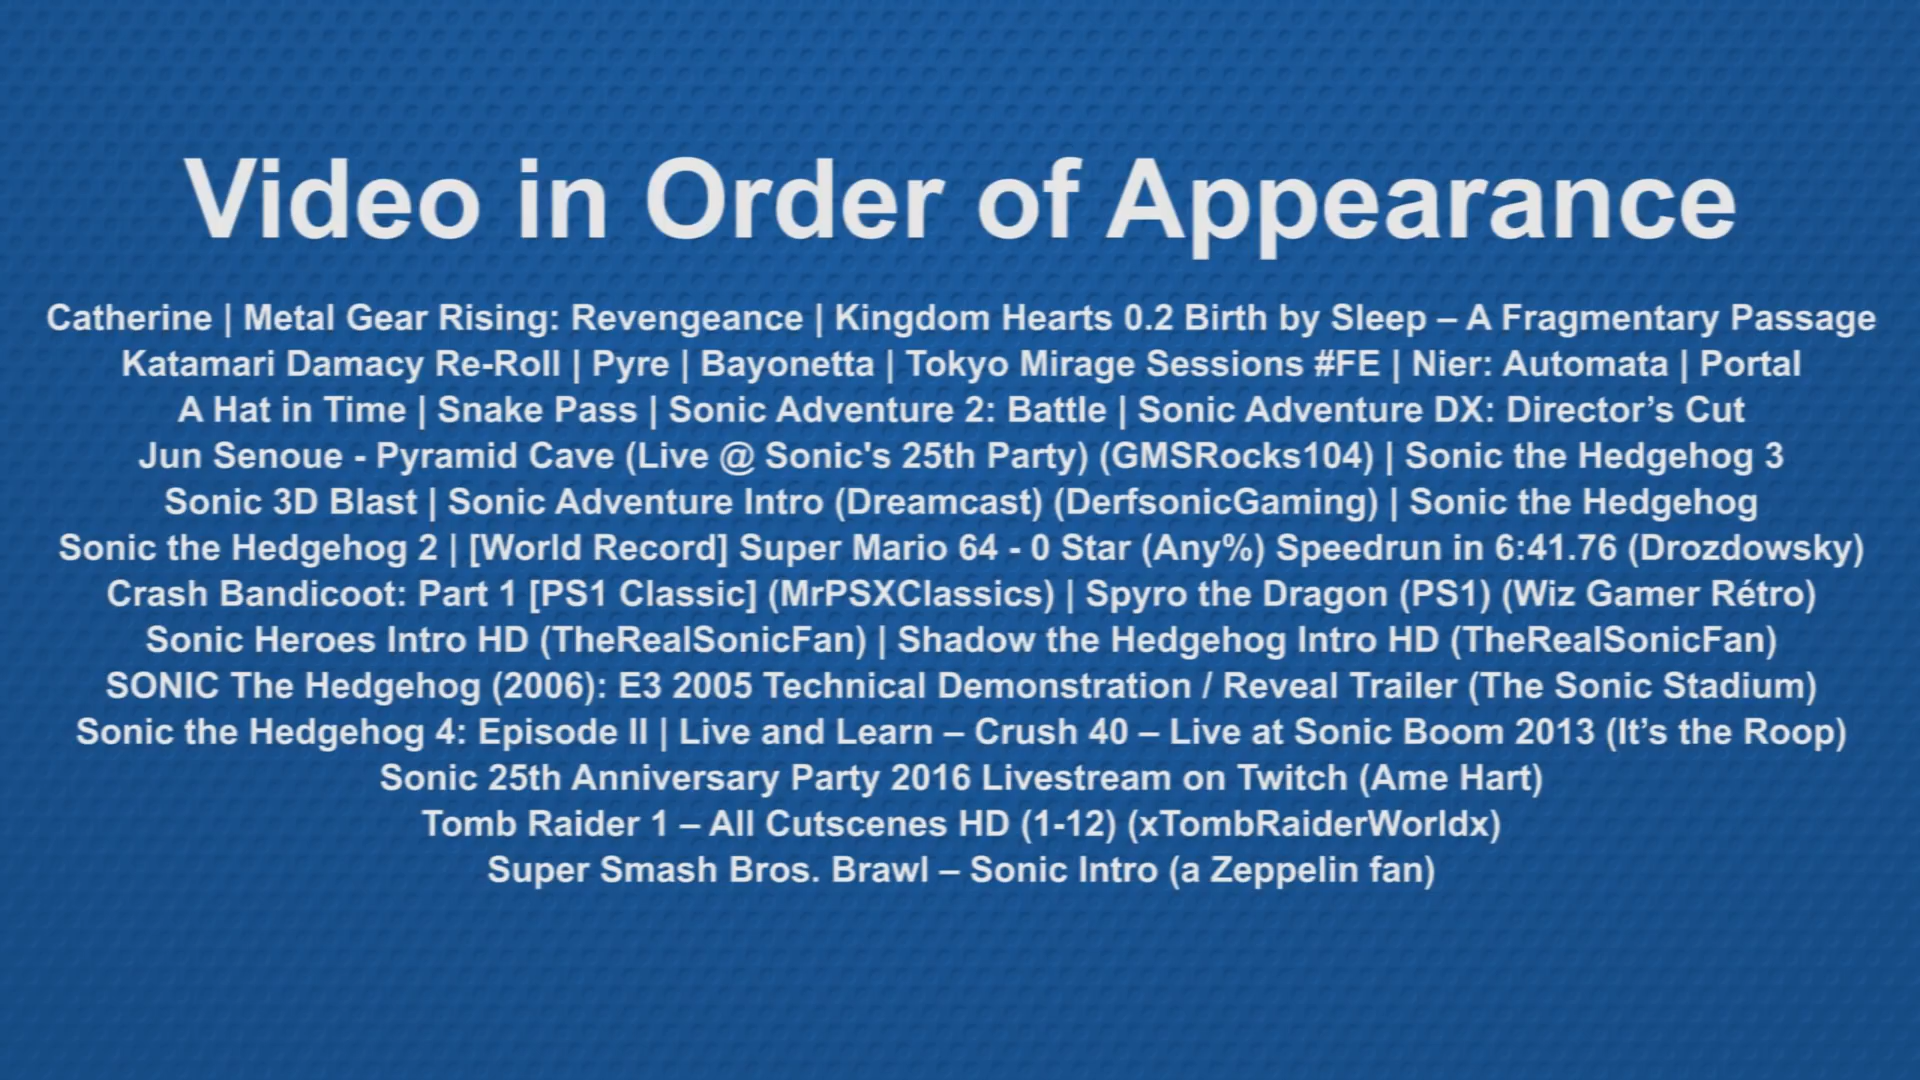 Video in Order of Appearance
Catherine | Metal Gear Rising: Revengeance | Kingdom Hearts 0.2 Birth by Sleep – A Fragmentary Passage
Katamari Damacy Re-Roll | Pyre | Bayonetta | Tokyo Mirage Sessions #FE | Nier: Automata | Portal
A Hat in Time | Snake Pass | Sonic Adventure 2: Battle | Sonic Adventure DX: Director’s Cut
Jun Senoue - Pyramid Cave (Live @ Sonic's 25th Party) (GMSRocks104) | Sonic the Hedgehog 3
Sonic 3D Blast | Sonic Adventure Intro (Dreamcast) (DerfsonicGaming) | Sonic the Hedgehog
Sonic the Hedgehog 2 | [World Record] Super Mario 64 - 0 Star (Any%) Speedrun in 6:41.76 (Drozdowsky)
Crash Bandicoot: Part 1 [PS1 Classic] (MrPSXClassics) | Spyro the Dragon (PS1) (Wiz Gamer Rétro)
Sonic Heroes Intro HD (TheRealSonicFan) | Shadow the Hedgehog Intro HD (TheRealSonicFan)
SONIC The Hedgehog (2006): E3 2005 Technical Demonstration / Reveal Trailer (The Sonic Stadium)
Sonic the Hedgehog 4: Episode II | Live and Learn – Crush 40 – Live at Sonic Boom 2013 (It’s the Roop)
Sonic 25th Anniversary Party 2016 Livestream on Twitch (Ame Hart)
Tomb Raider 1 – All Cutscenes HD (1-12) (xTombRaiderWorldx)
Super Smash Bros. Brawl – Sonic Intro (a Zeppelin fan)